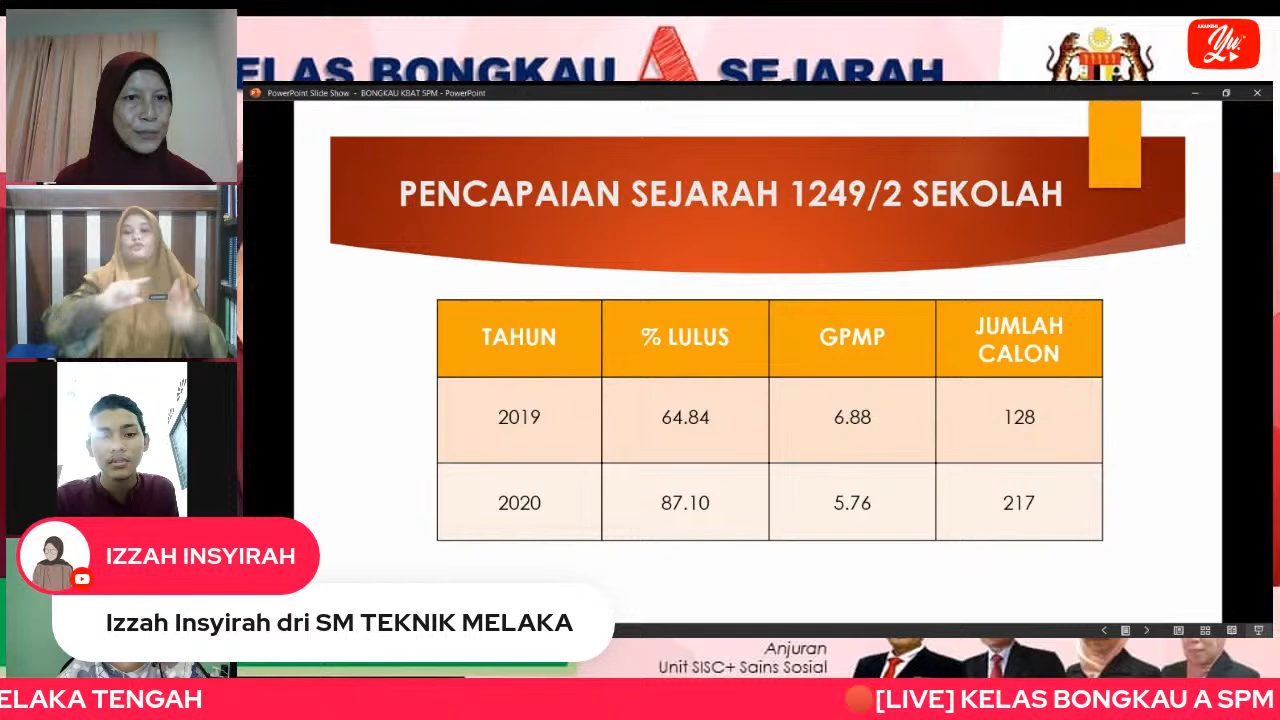 ELAS BONGKAU A SEJARAH
Yu
PowerPoint Slide Show - BONGKAU KBAT SPM - PowerPoint
PENCAPAIAN SEJARAH 1249/2 SEKOLAH
TAHUN
% LULUS
GPMP
JUMLAH
CALON
2019
64.84
6.88
128
2020
87.10
5.76
217
IZZAH INSYIRAH
Izzah Insyirah dri SM TEKNIK MELAKA
Anjuran
Unit SISC+ Sains Sosial
ELAKA TENGAH
[LIVE] KELAS BONGKAU A SPM